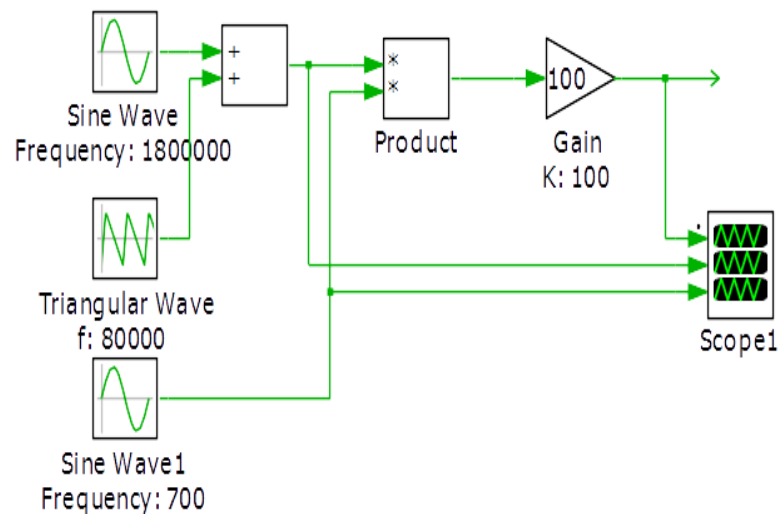 +
+
Sine Wave
Frequency: 1800000
*
*
Product
100
Gain
K: 100
Triangular Wave
f: 80000
Scope1
Sine Wave1
Frequency: 700